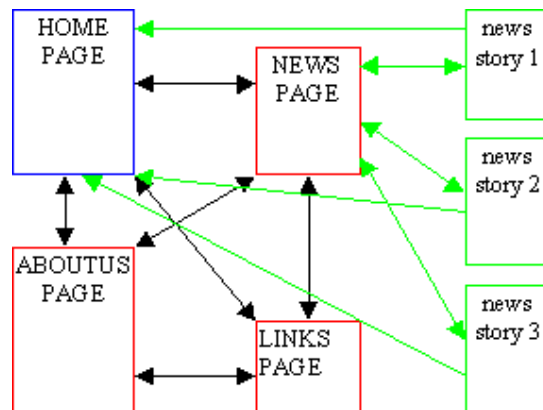 HOME
PAGE
NEWS
PAGE
news
story 1
news
story 2
ABOUTUS
PAGE
LINKS
PAGE
news
story 3